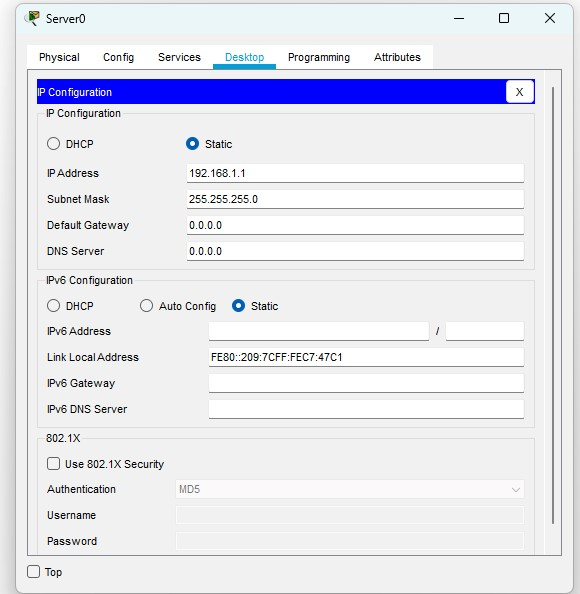 Server0
Physical Config Services Desktop Programming Attributes
IP Configuration X
IP Configuration
DHCP Static
IP Address 192.168.1.1
Subnet Mask 255.255.255.0
Default Gateway 0.0.0.0
DNS Server 0.0.0.0
IPv6 Configuration
DHCP Auto Config Static
IPv6 Address /
Link Local Address FE80::209:7CFF:FEC7:47C1
IPv6 Gateway
IPv6 DNS Server
802.1X
Use 802.1X Security
Authentication MD5
Username
Password
Top